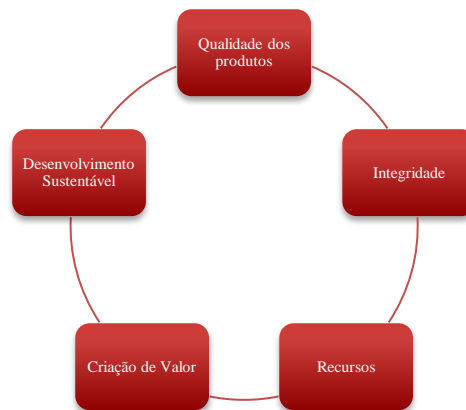 Qualidade dos
produtos
Integridade
Recursos
Criação de Valor
Desenvolvimento
Sustentável